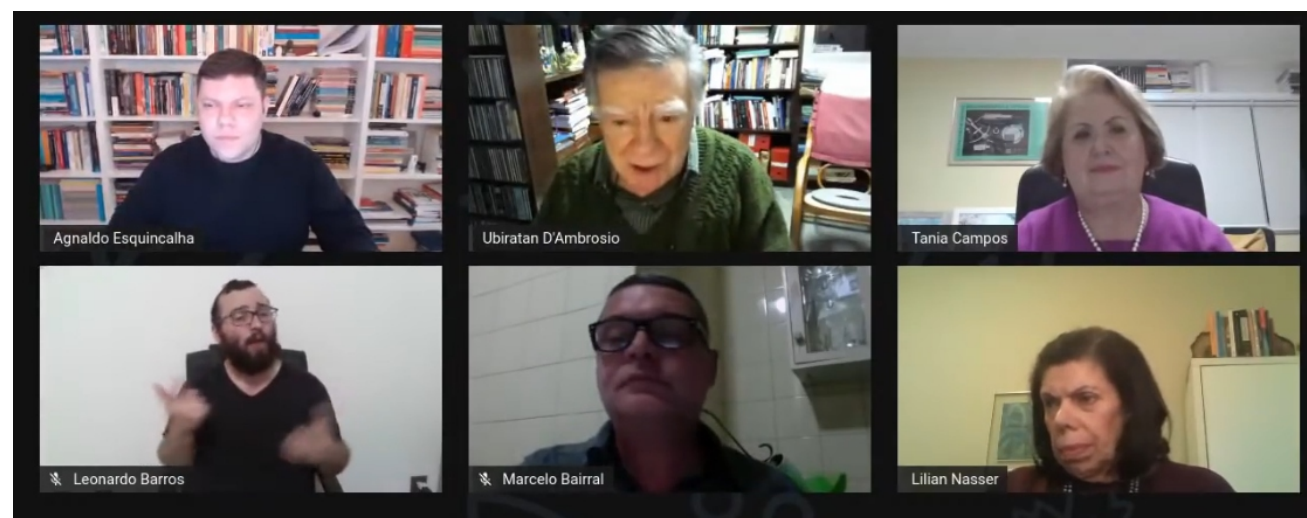 Agnaldo Esquincalha
Ubiratan D'Ambrosio
Tania Campos
Leonardo Barros
Marcelo Bairral
Lilian Nasser